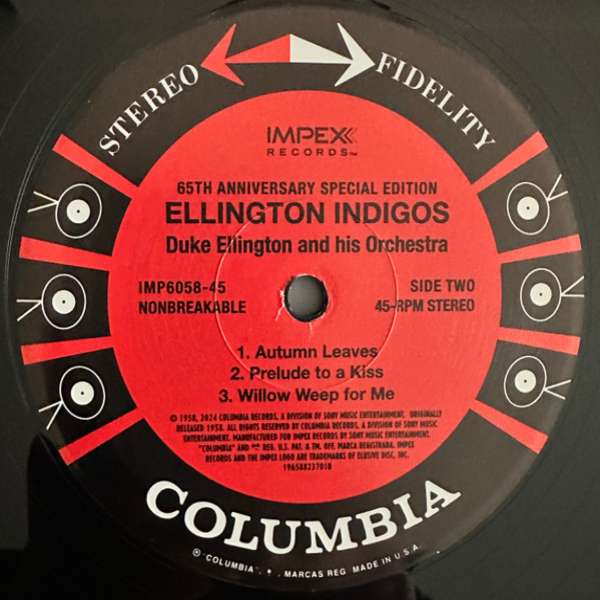 STEREO FIDELITY
IMPEX
RECORDS™
65TH ANNIVERSARY SPECIAL EDITION
ELLINGTON INDIGOS
Duke Ellington and his Orchestra
IMP6058-45
NONBREAKABLE
SIDE TWO
45-RPM STEREO
1. Autumn Leaves
2. Prelude to a Kiss
3. Willow Weep for Me
© 1958, 2024 COLUMBIA RECORDS, A DIVISION OF SONY MUSIC ENTERTAINMENT. ORIGINALLY
RELEASED 1958. ALL RIGHTS RESERVED BY COLUMBIA RECORDS, A DIVISION OF SONY MUSIC
ENTERTAINMENT. MANUFACTURED FOR IMPEX RECORDS BY SONY MUSIC ENTERTAINMENT.
"COLUMBIA" AND REG. U.S. PAT. & TM. OFF. MARCA REGISTRADA. IMPEX
RECORDS AND THE IMPEX LOGO ARE TRADEMARKS OF ELUSIVE DISC, INC.
196588237018
COLUMBIA
® "COLUMBIA", . MARCAS REG MADE IN U.S.A.